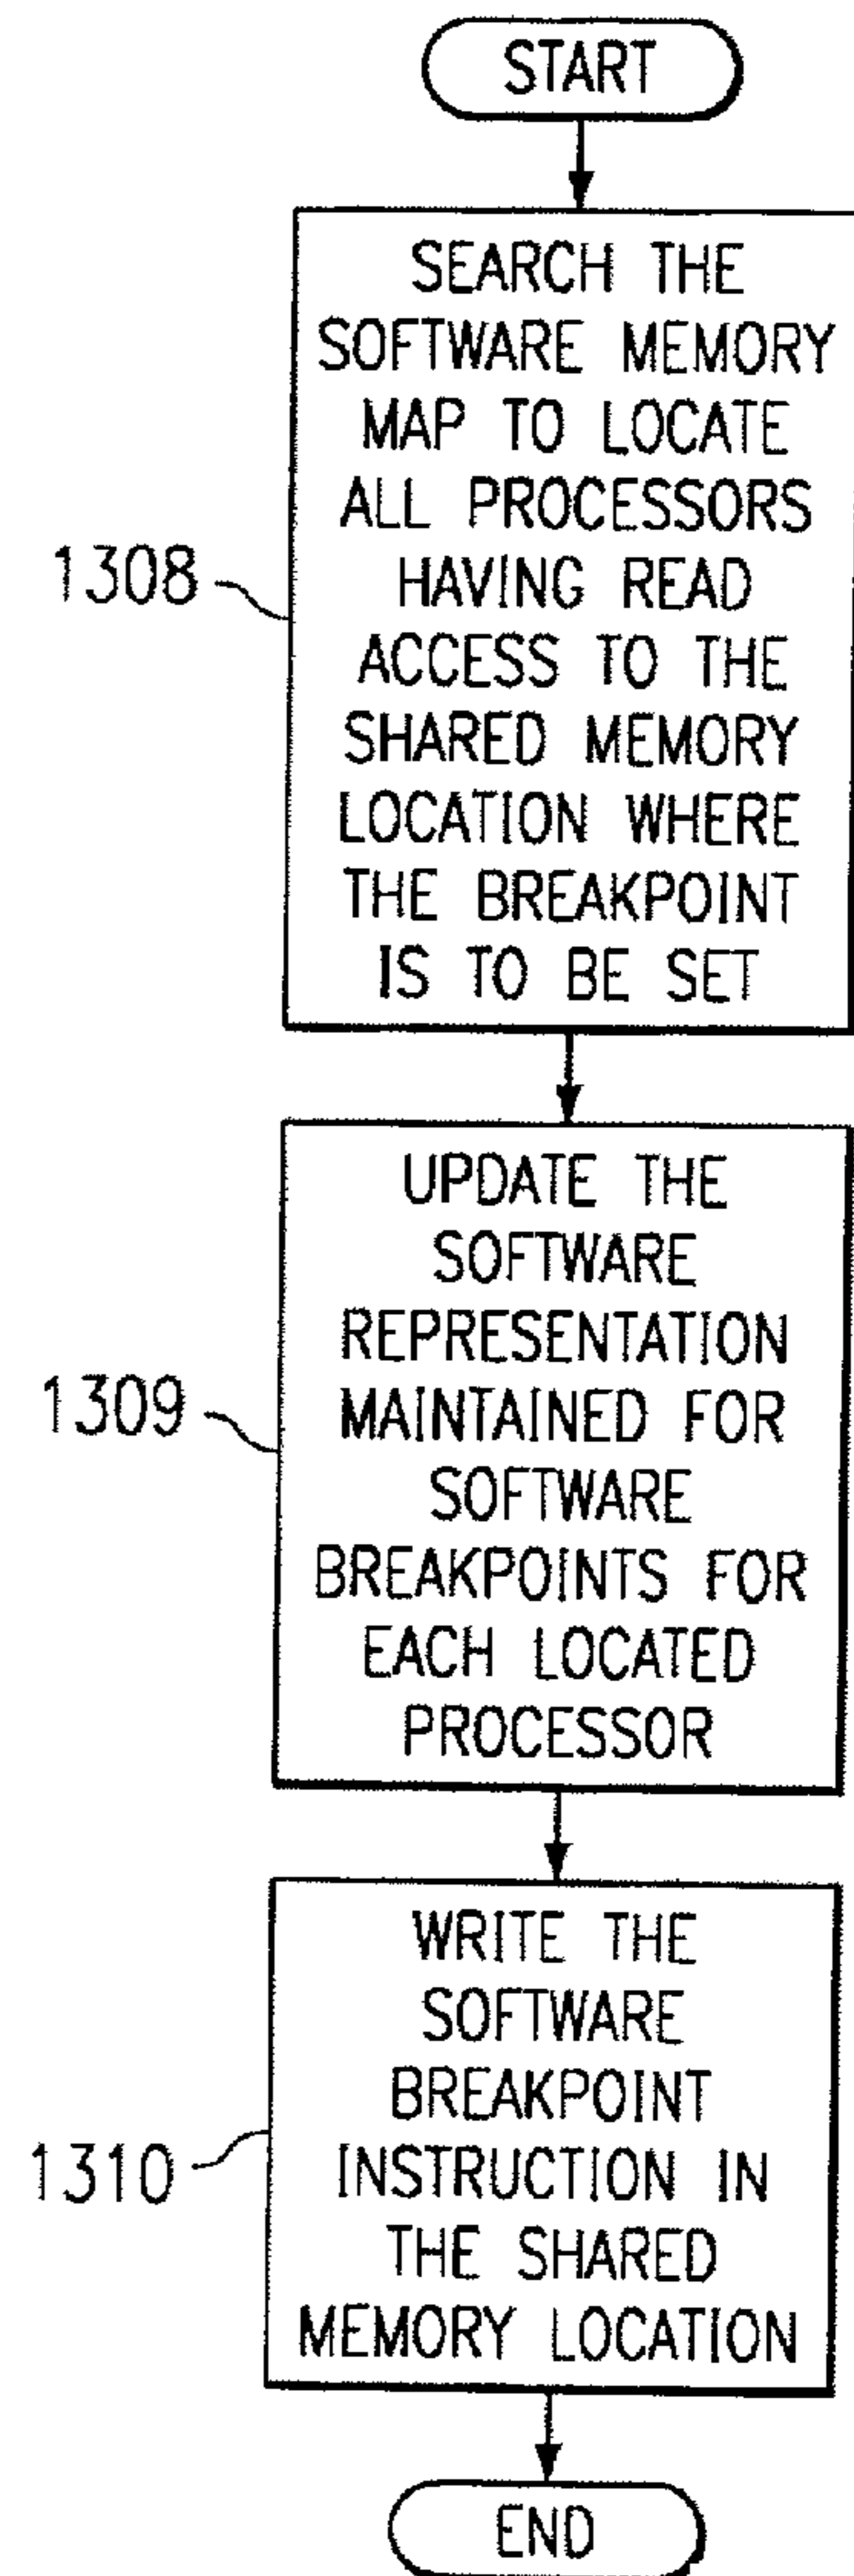 START
SEARCH THE
SOFTWARE MEMORY
MAP TO LOCATE
ALL PROCESSORS
HAVING READ
ACCESS TO THE
SHARED MEMORY
LOCATION WHERE
THE BREAKPOINT
IS TO BE SET
1308
UPDATE THE
SOFTWARE
REPRESENTATION
MAINTAINED FOR
SOFTWARE
BREAKPOINTS FOR
EACH LOCATED
PROCESSOR
1309
WRITE THE
SOFTWARE
BREAKPOINT
INSTRUCTION IN
THE SHARED
MEMORY LOCATION
1310
END